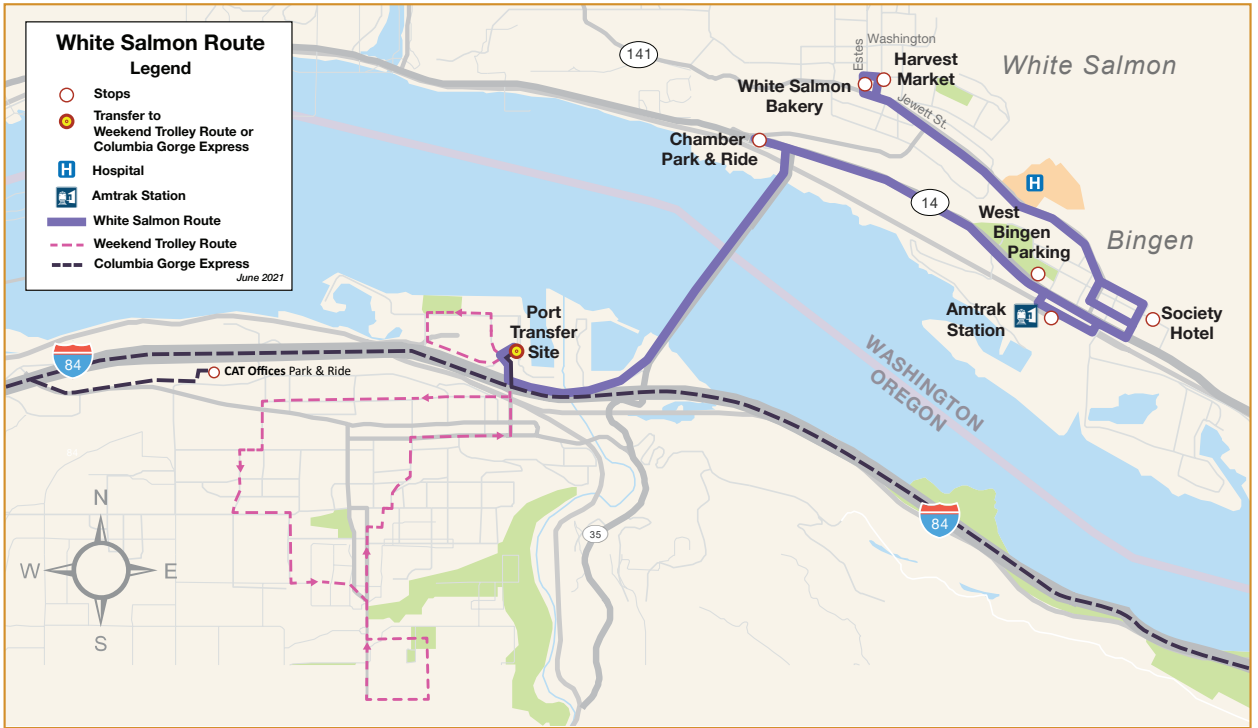 White Salmon Route
Legend
Stops
Transfer to
Weekend Trolley Route or
Columbia Gorge Express
H
Hospital
Amtrak Station
White Salmon Route
Weekend Trolley Route
Columbia Gorge Express
June 2021
141
Estes
Washington
White Salmon
Bakery
Harvest
Market
White Salmon
Jewett St.
Chamber
Park & Ride
H
14
West
Bingen
Parking
Bingen
Amtrak
Station
Society
Hotel
Port
Transfer
Site
WASHINGTON
OREGON
84
CAT Offices Park & Ride
84
35
N
W
E
S